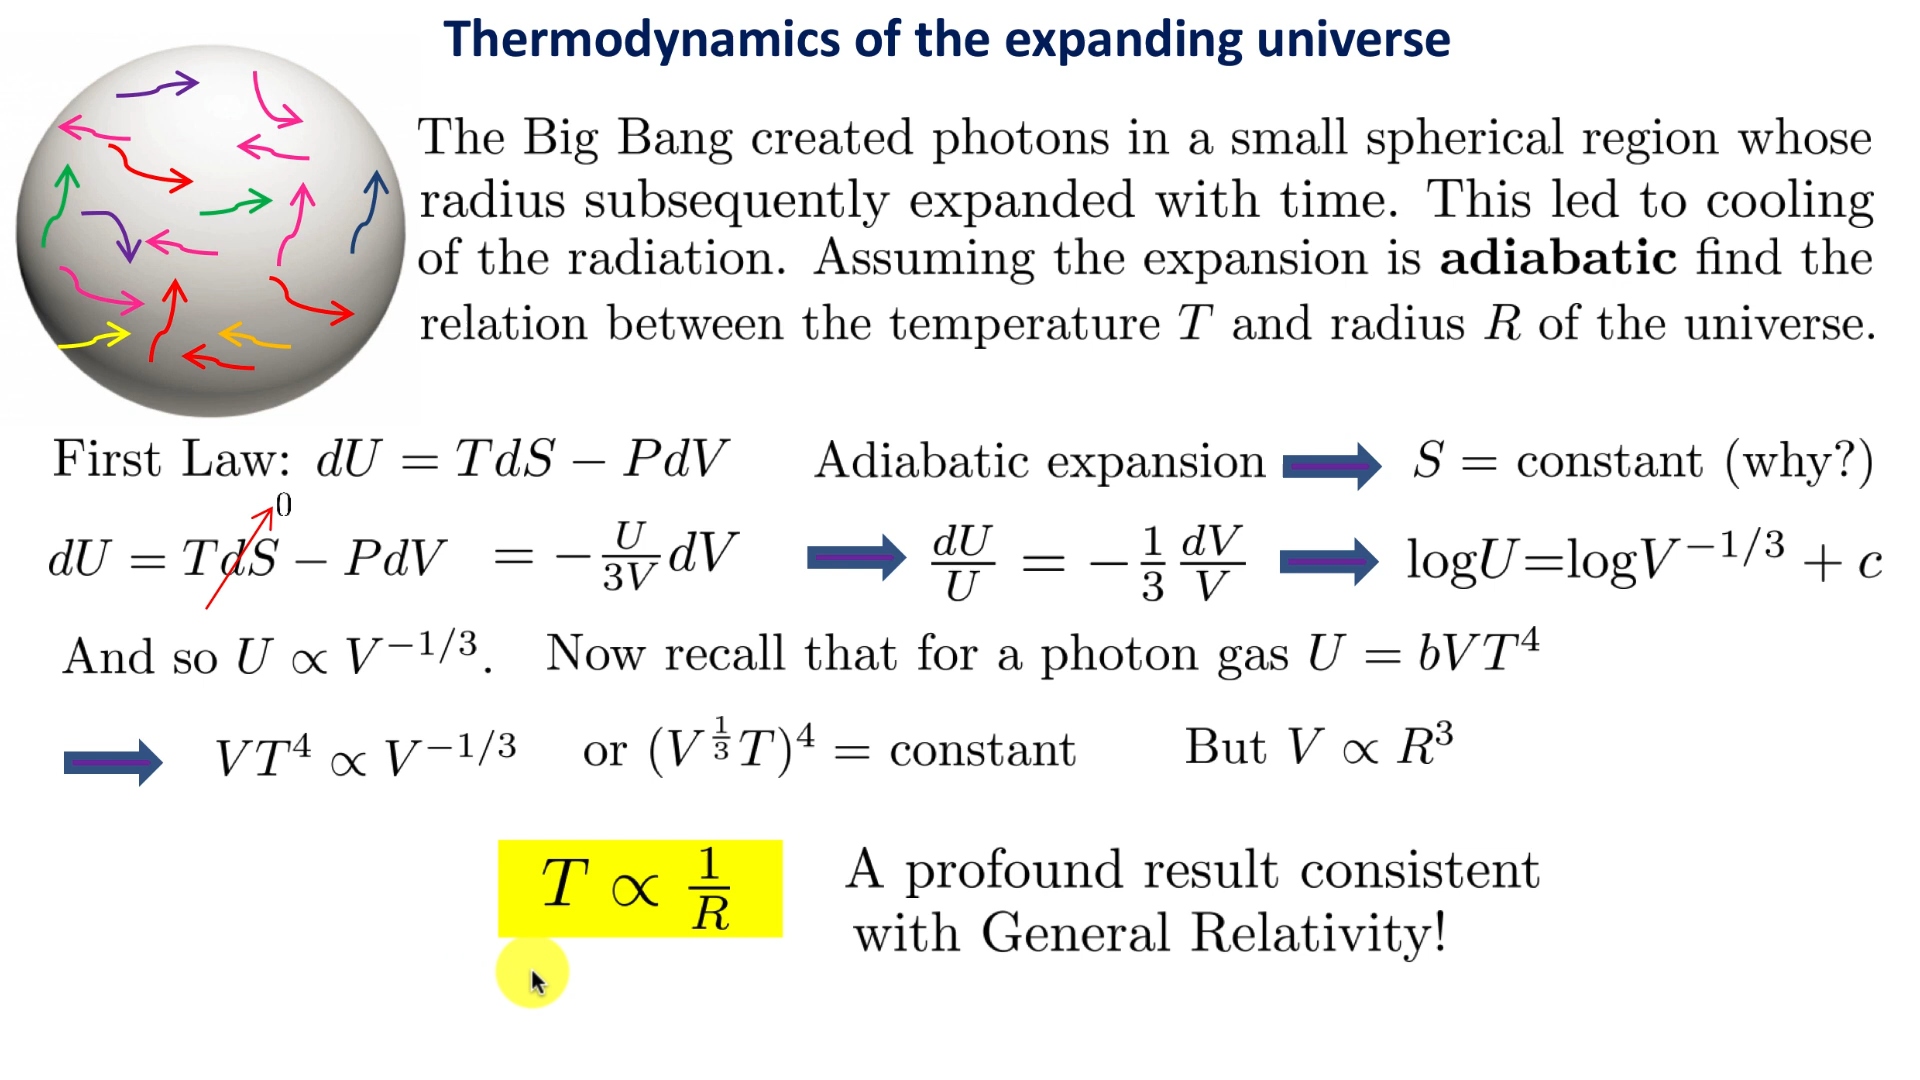 Thermodynamics of the expanding universe
The Big Bang created photons in a small spherical region whose
radius subsequently expanded with time. This led to cooling
of the radiation. Assuming the expansion is adiabatic find the
relation between the temperature T and radius R of the universe.
First Law: dU = TdS − PdV Adiabatic expansion S = constant (why?)
0
dU = TdS − PdV = −U/3V dV dU/U = −1/3 dV/V logU=logV^−1/3 + c
And so U ∝ V^−1/3. Now recall that for a photon gas U = bVT^4
VT^4 ∝ V^−1/3 or (V^1/3 T)^4 = constant But V ∝ R^3
T ∝ 1/R
A profound result consistent
with General Relativity!